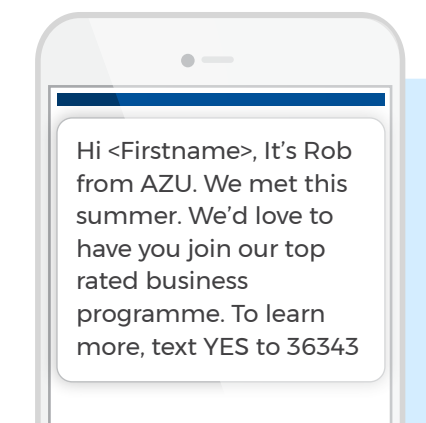 Hi <Firstname>, It’s Rob
from AZU. We met this
summer. We’d love to
have you join our top
rated business
programme. To learn
more, text YES to 36343